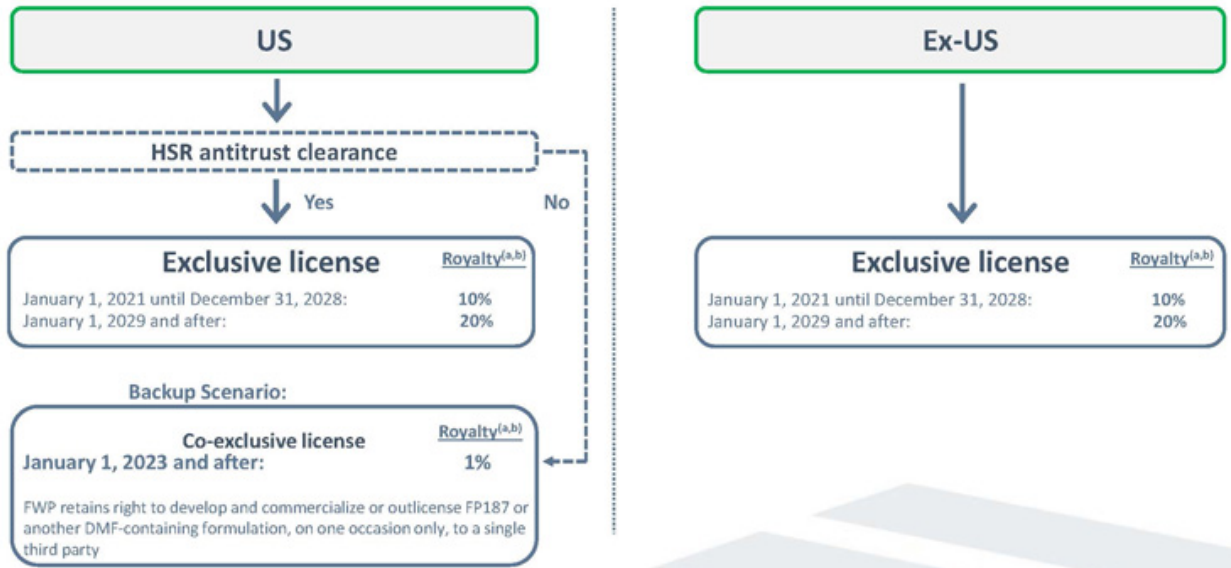 US
HSR antitrust clearance
Yes
No
Exclusive license Royalty(a,b)
January 1, 2021 until December 31, 2028: 10%
January 1, 2029 and after: 20%
Backup Scenario:
Co-exclusive license Royalty(a,b)
January 1, 2023 and after: 1%
FWP retains right to develop and commercialize or outlicense FP187 or
another DMF-containing formulation, on one occasion only, to a single
third party
Ex-US
Exclusive license Royalty(a,b)
January 1, 2021 until December 31, 2028: 10%
January 1, 2029 and after: 20%